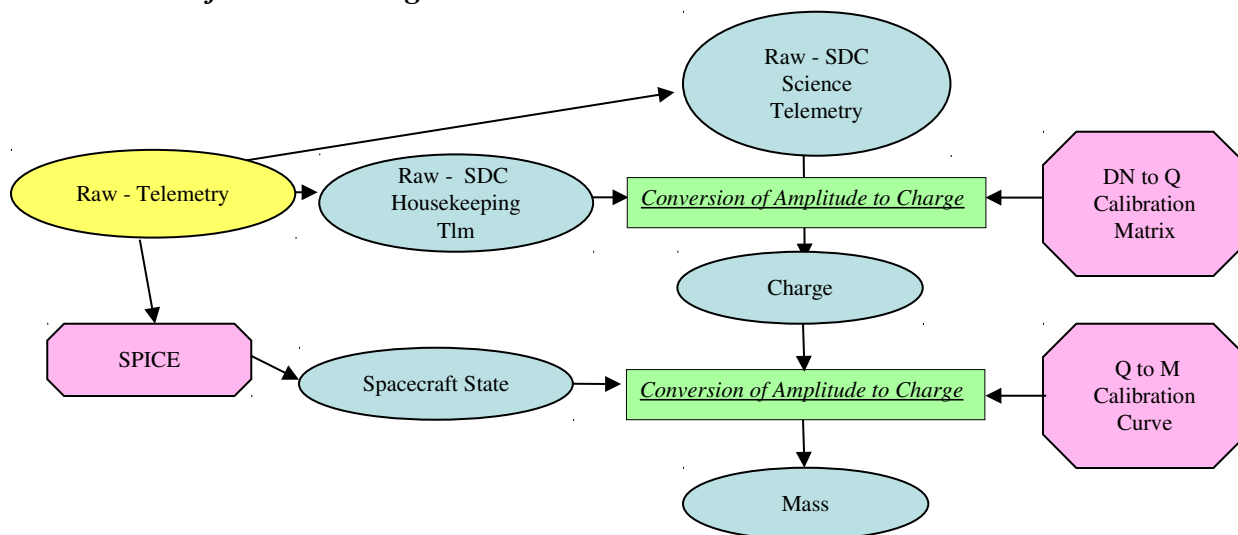 Raw - SDC
Science
Telemetry
Raw - Telemetry
Raw - SDC
Housekeeping
Tlm
Conversion of Amplitude to Charge
DN to Q
Calibration
Matrix
Charge
SPICE
Spacecraft State
Conversion of Amplitude to Charge
Q to M
Calibration
Curve
Mass